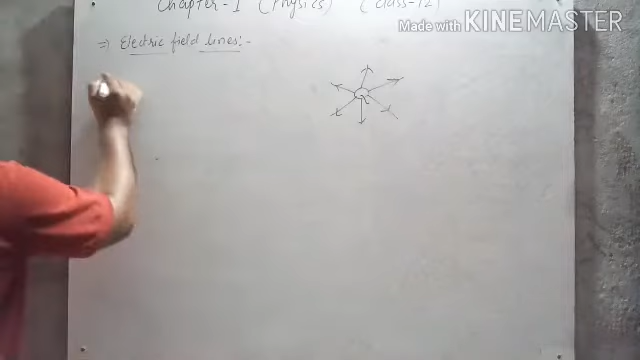 Chapter-1 (Physics) (Class-12)
Made with KINEMASTER
⇒ Electric field lines:-